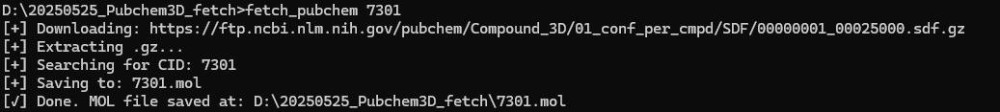 D:\20250525_Pubchem3D_fetch>fetch_pubchem 7301
[+] Downloading: https://ftp.ncbi.nlm.nih.gov/pubchem/Compound_3D/01_conf_per_cmpd/SDF/00000001_00025000.sdf.gz
[+] Extracting .gz...
[+] Searching for CID: 7301
[+] Saving to: 7301.mol
[√] Done. MOL file saved at: D:\20250525_Pubchem3D_fetch\7301.mol